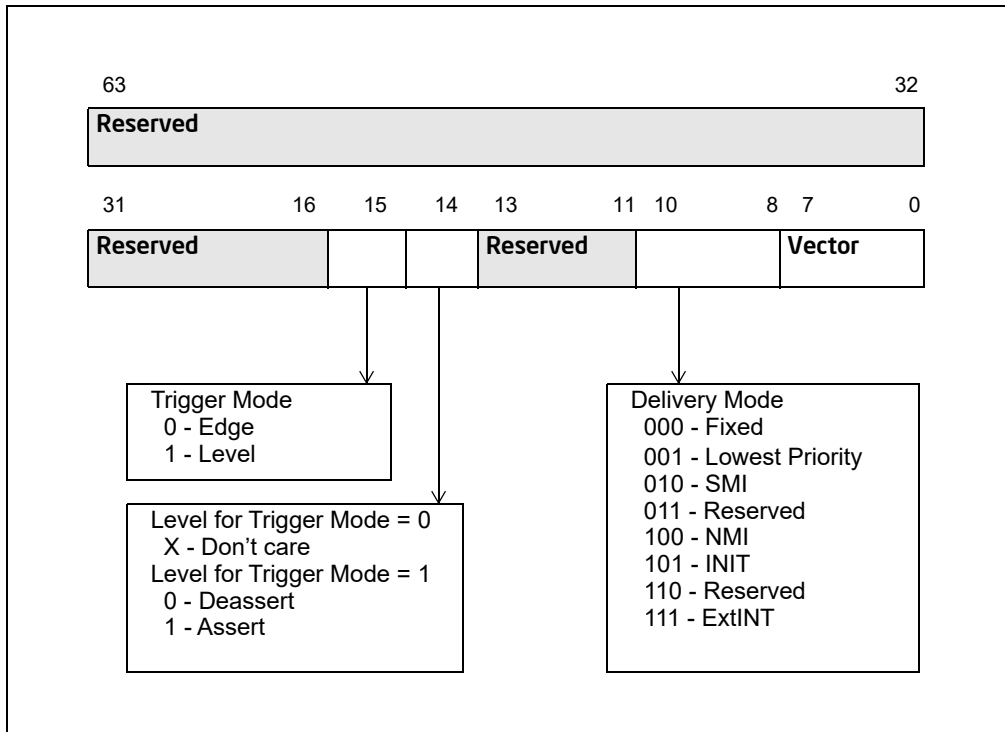 63 32
Reserved
31 16 15 14 13 11 10 8 7 0
Reserved Reserved Vector
Trigger Mode
0 - Edge
1 - Level
Level for Trigger Mode = 0
X - Don’t care
Level for Trigger Mode = 1
0 - Deassert
1 - Assert
Delivery Mode
000 - Fixed
001 - Lowest Priority
010 - SMI
011 - Reserved
100 - NMI
101 - INIT
110 - Reserved
111 - ExtINT